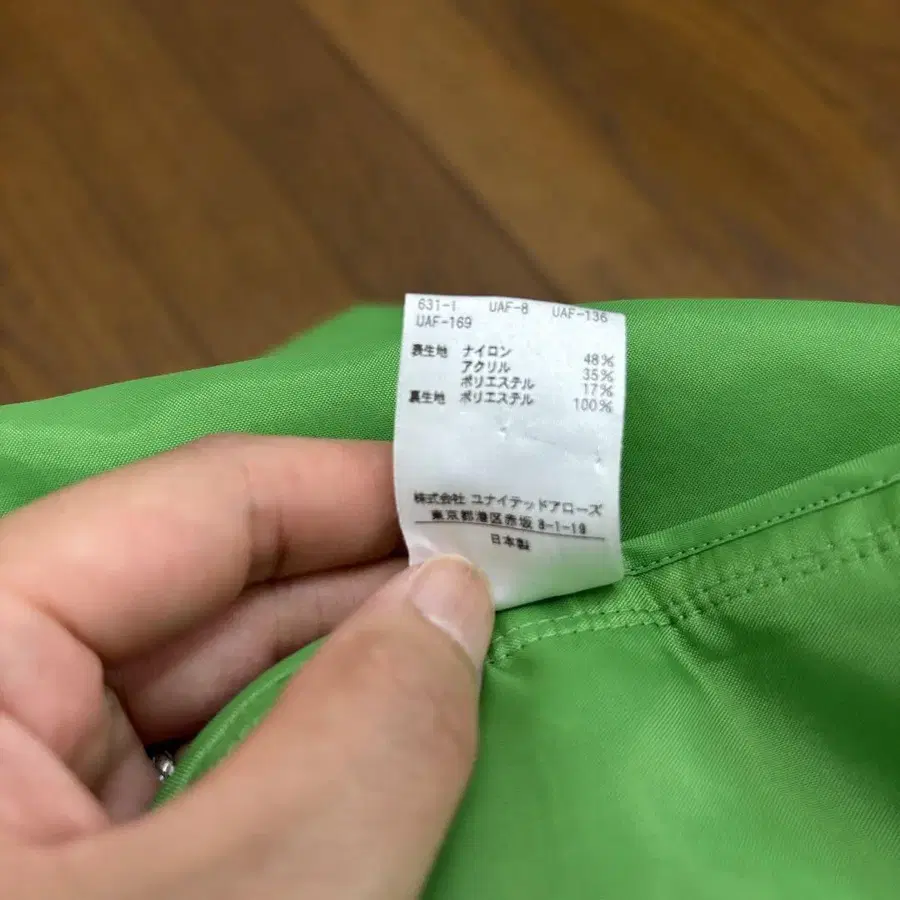 631-1 UAF-8 UAF-136
UAF-169
表生地 ナイロン 48%
アクリル 35%
ポリエステル 17%
裏生地 ポリエステル 100%
株式会社 ユナイテッドアローズ
東京都港区赤坂 8-1-19
日本製